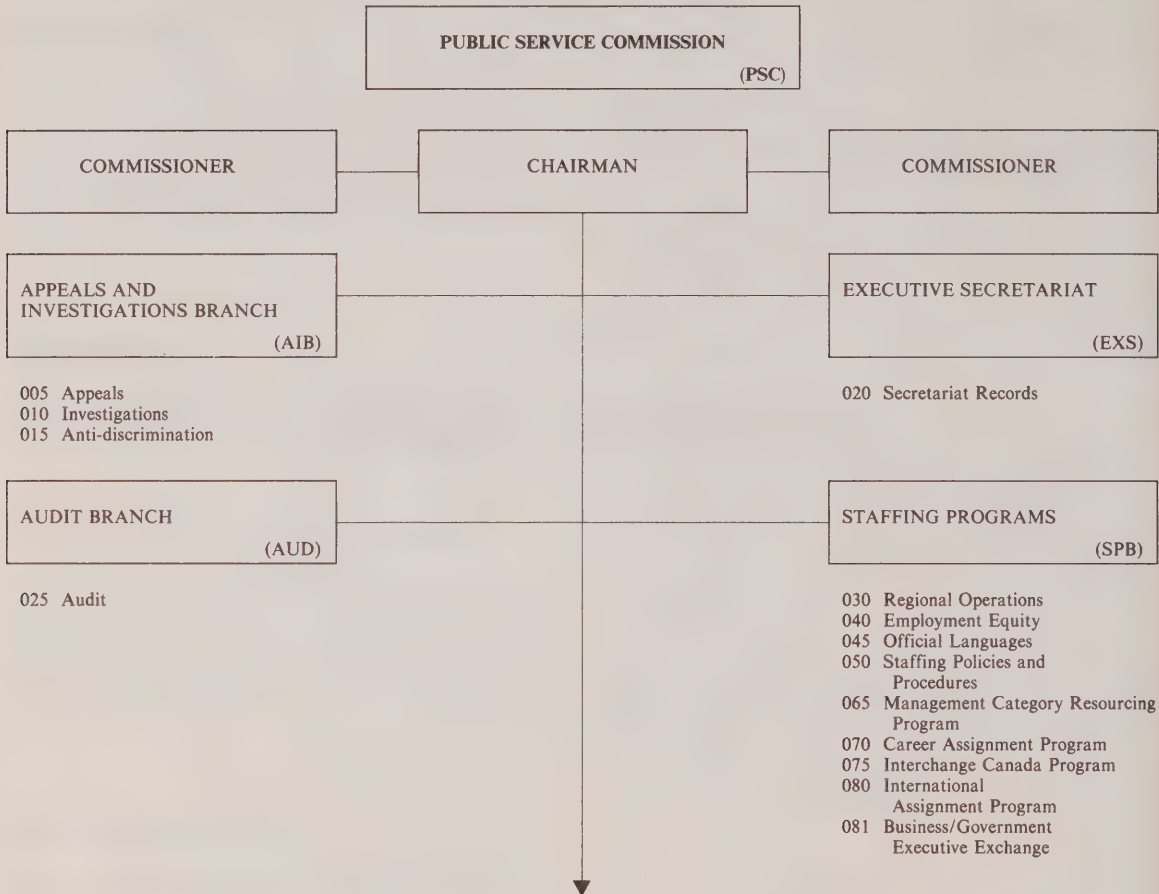 PUBLIC SERVICE COMMISSION
(PSC)
COMMISSIONER
CHAIRMAN
COMMISSIONER
APPEALS AND
INVESTIGATIONS BRANCH
(AIB)
005 Appeals
010 Investigations
015 Anti-discrimination
EXECUTIVE SECRETARIAT
(EXS)
020 Secretariat Records
AUDIT BRANCH
(AUD)
025 Audit
STAFFING PROGRAMS
(SPB)
030 Regional Operations
040 Employment Equity
045 Official Languages
050 Staffing Policies and
Procedures
065 Management Category Resourcing
Program
070 Career Assignment Program
075 Interchange Canada Program
080 International
Assignment Program
081 Business/Government
Executive Exchange